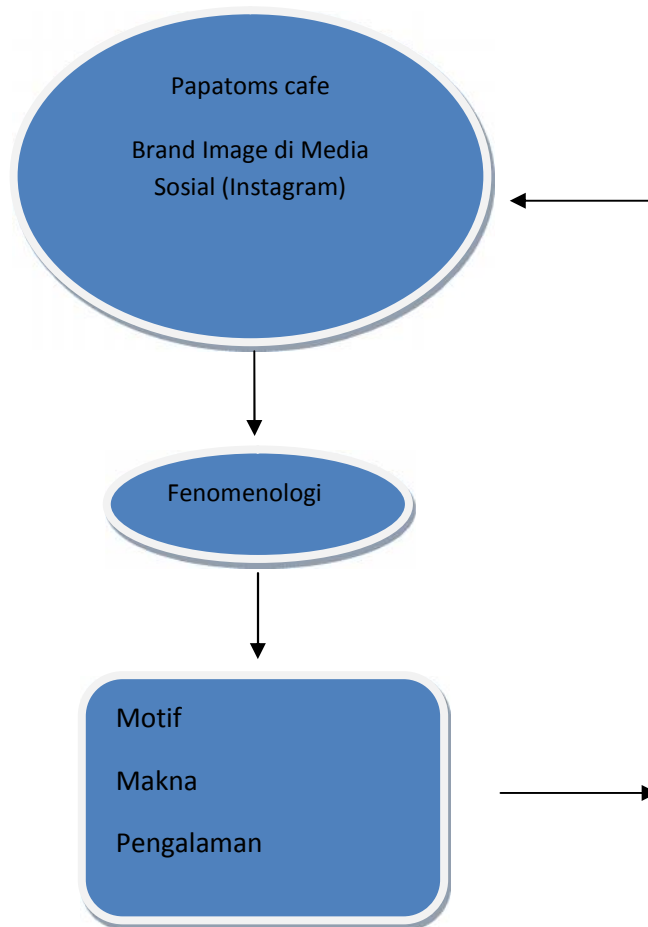 Papatoms cafe
Brand Image di Media
Sosial (Instagram)
Fenomenologi
Motif
Makna
Pengalaman